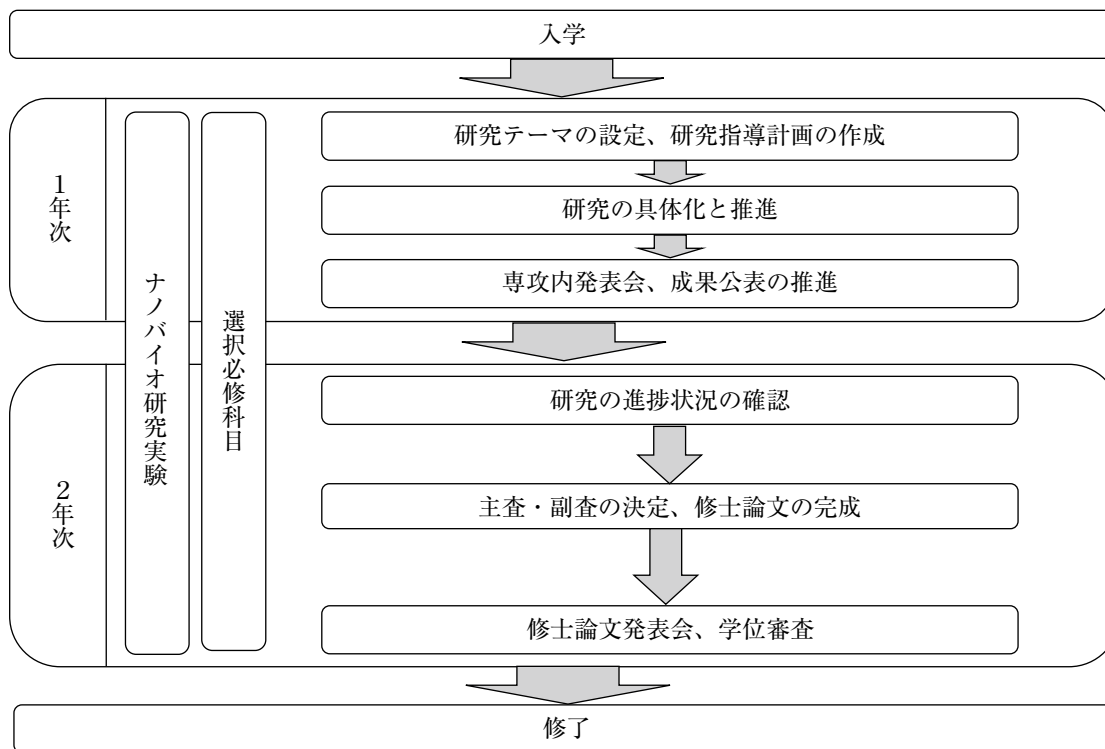 入学
1年次
ナノバイオ研究実験
選択必修科目
研究テーマの設定、研究指導計画の作成
研究の具体化と推進
専攻内発表会、成果公表の推進
2年次
研究の進捗状況の確認
主査・副査の決定、修士論文の完成
修士論文発表会、学位審査
修了